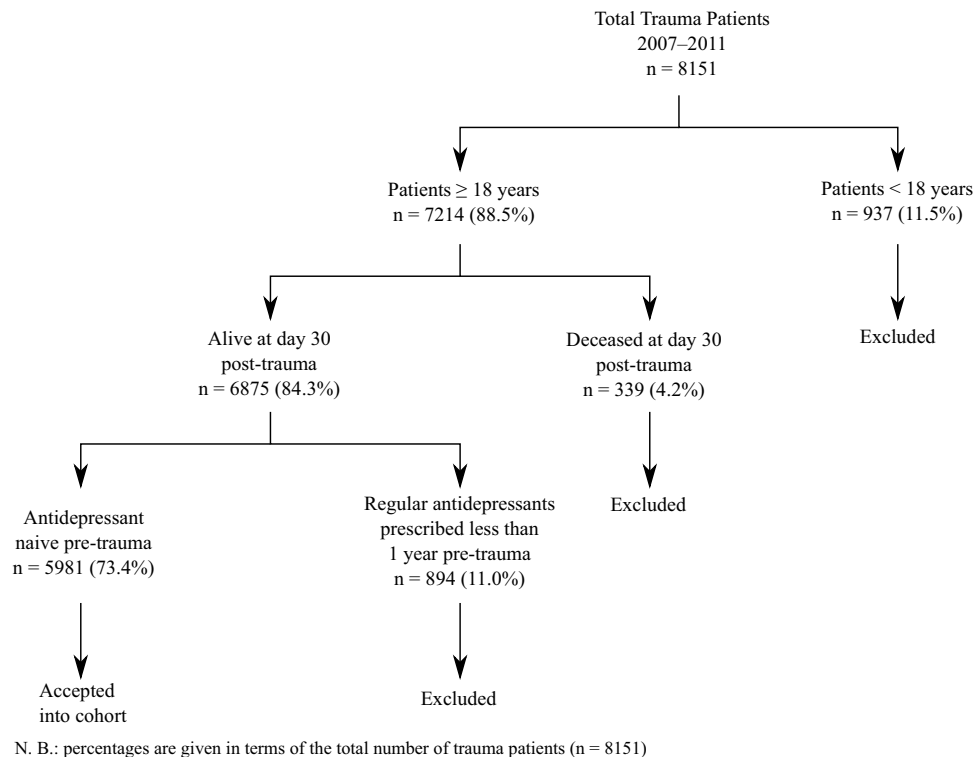 Total Trauma Patients
2007–2011
n = 8151
Patients ≥ 18 years
n = 7214 (88.5%)
Patients < 18 years
n = 937 (11.5%)
Alive at day 30
post-trauma
n = 6875 (84.3%)
Deceased at day 30
post-trauma
n = 339 (4.2%)
Excluded
Antidepressant
naive pre-trauma
n = 5981 (73.4%)
Regular antidepressants
prescribed less than
1 year pre-trauma
n = 894 (11.0%)
Excluded
Accepted
into cohort
Excluded
N. B.: percentages are given in terms of the total number of trauma patients (n = 8151)